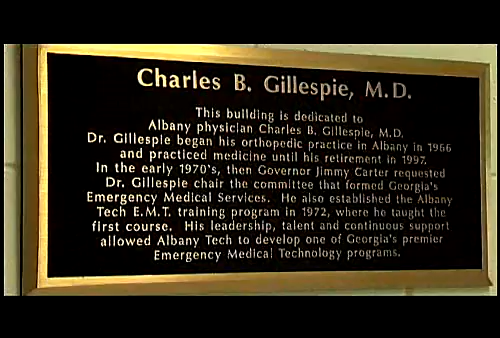 Charles B. Gillespie, M.D.
This building is dedicated to
Albany physician Charles B. Gillespie, M.D.
Dr. Gillespie began his orthopedic practice in Albany in 1966
and practiced medicine until his retirement in 1997.
In the early 1970's, then Governor Jimmy Carter requested
Dr. Gillespie chair the committee that formed Georgia's
Emergency Medical Services. He also established the Albany
Tech E.M.T. training program in 1972, where he taught the
first course. His leadership, talent and continuous support
allowed Albany Tech to develop one of Georgia's premier
Emergency Medical Technology programs.